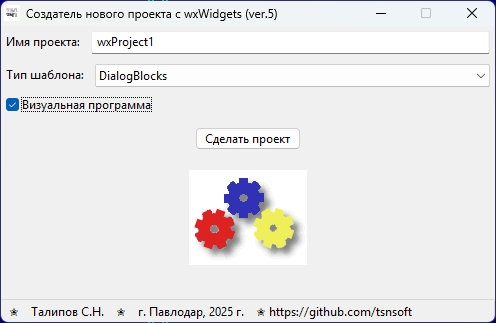 Создатель нового проекта с wxWidgets (ver.5)
Имя проекта: wxProject1
Тип шаблона: DialogBlocks
Визуальная программа
Сделать проект
✬ Талипов С.Н. ✬ г. Павлодар, 2025 г. ✬ https://github.com/tsnsoft